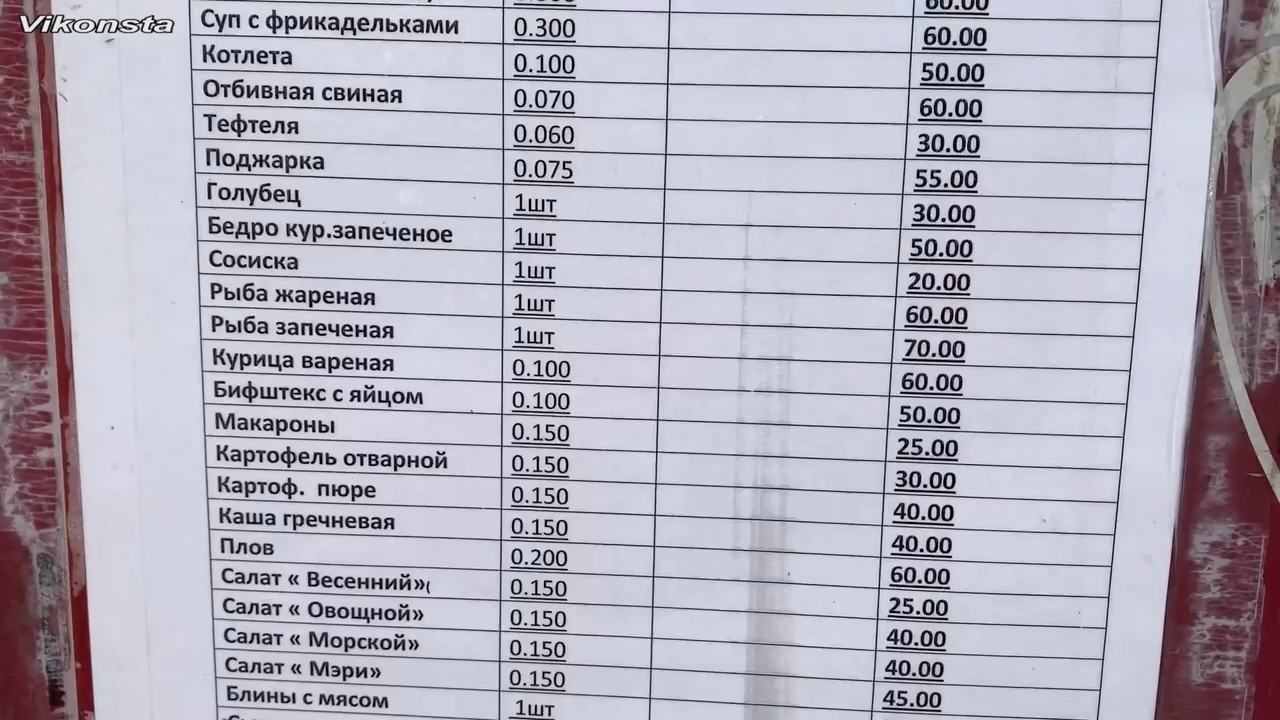 Vikonsta
60.00
Суп с фрикадельками 0.300 60.00
Котлета 0.100 50.00
Отбивная свиная 0.070 60.00
Тефтеля 0.060 30.00
Поджарка 0.075 55.00
Голубец 1шт 30.00
Бедро кур.запеченое 1шт 50.00
Сосиска 1шт 20.00
Рыба жареная 1шт 60.00
Рыба запеченая 1шт 70.00
Курица вареная 0.100 60.00
Бифштекс с яйцом 0.100 50.00
Макароны 0.150 25.00
Картофель отварной 0.150 30.00
Картоф. пюре 0.150 40.00
Каша гречневая 0.150 40.00
Плов 0.200 60.00
Салат « Весенний»( 0.150 25.00
Салат « Овощной» 0.150 40.00
Салат « Морской» 0.150 40.00
Салат « Мэри» 0.150 45.00
Блины с мясом 1шт